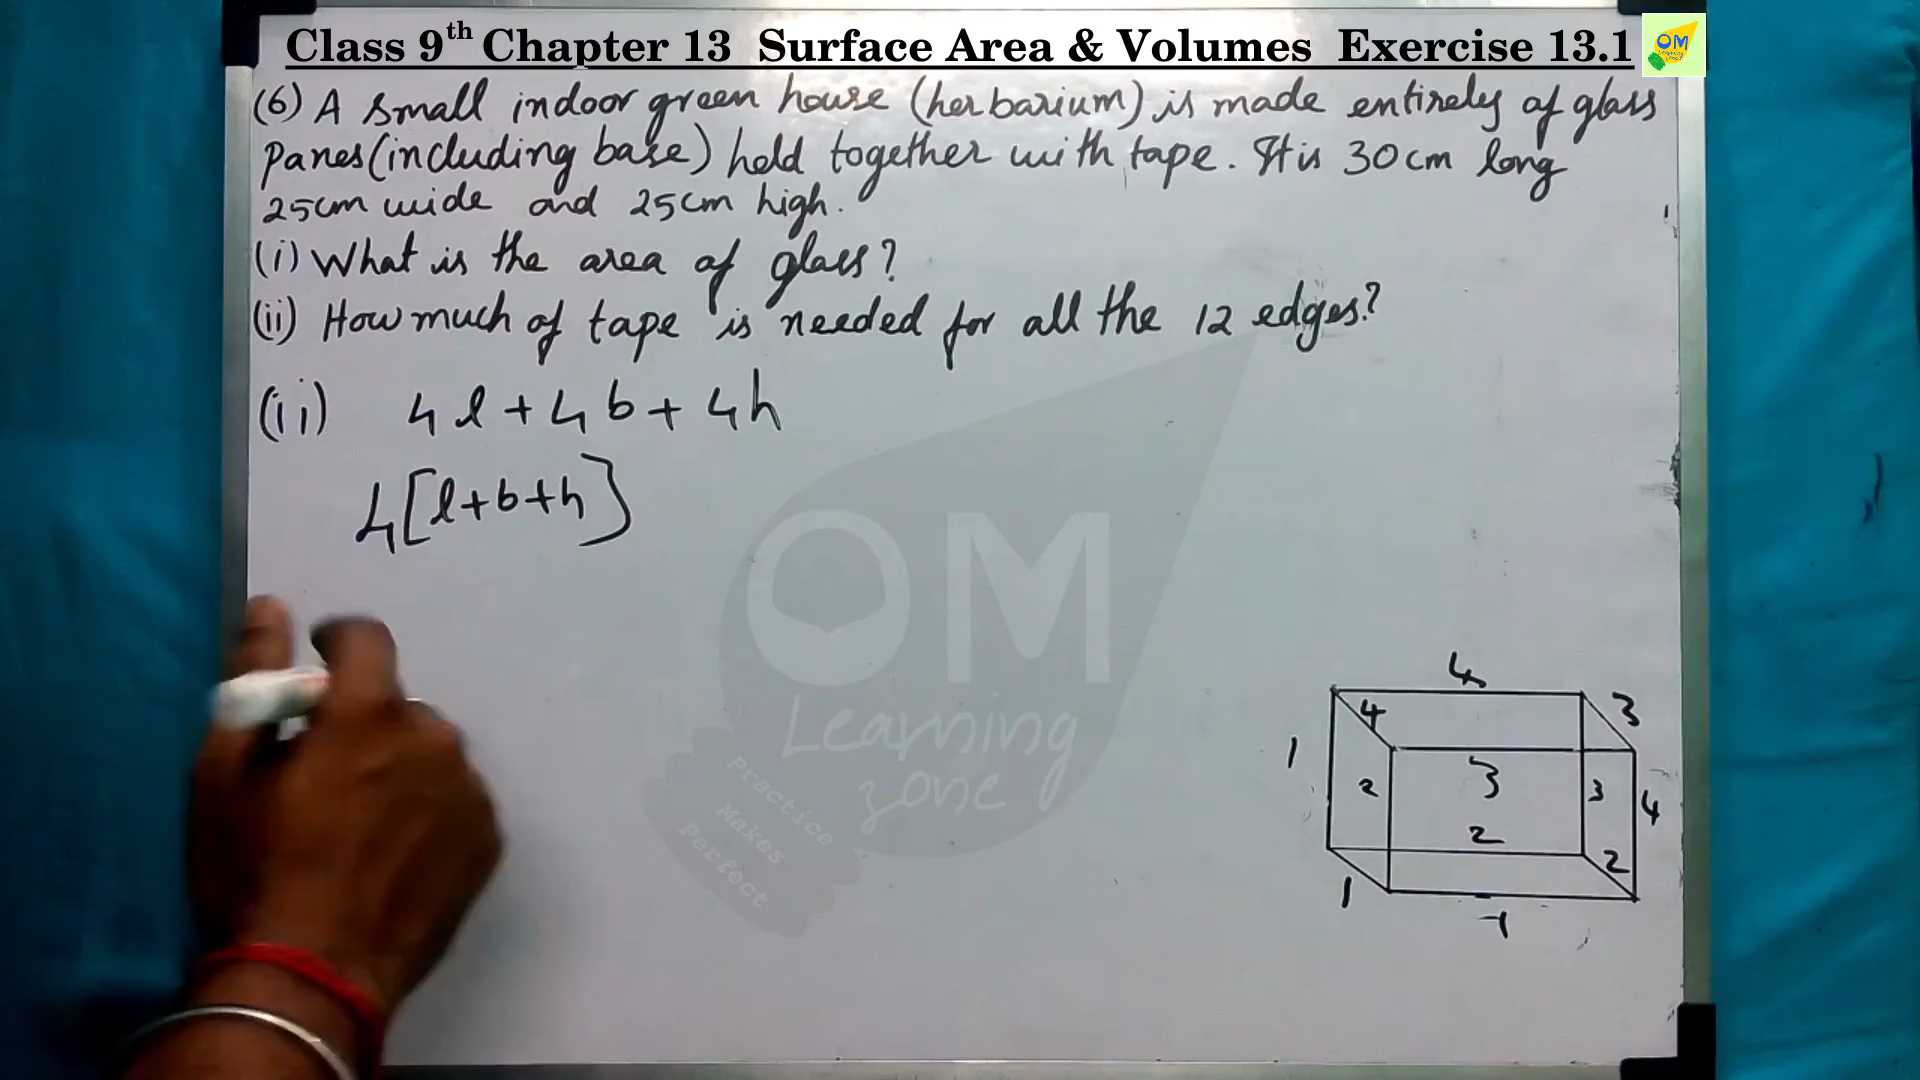 Class 9th Chapter 13 Surface Area & Volumes Exercise 13.1
OM
Learning
zone
(6) A small indoor green house (herbarium) is made entirely of glass
panes (including base) held together with tape. It is 30cm long
25cm wide and 25cm high.
(i) What is the area of glass?
(ii) How much of tape is needed for all the 12 edges?
(ii) 4l+4b+4h
4[l+b+h]
OM
Learning
zone
Practice
Makes
Perfect
4
4 3
1 2 3 3 4
2 2
1 1